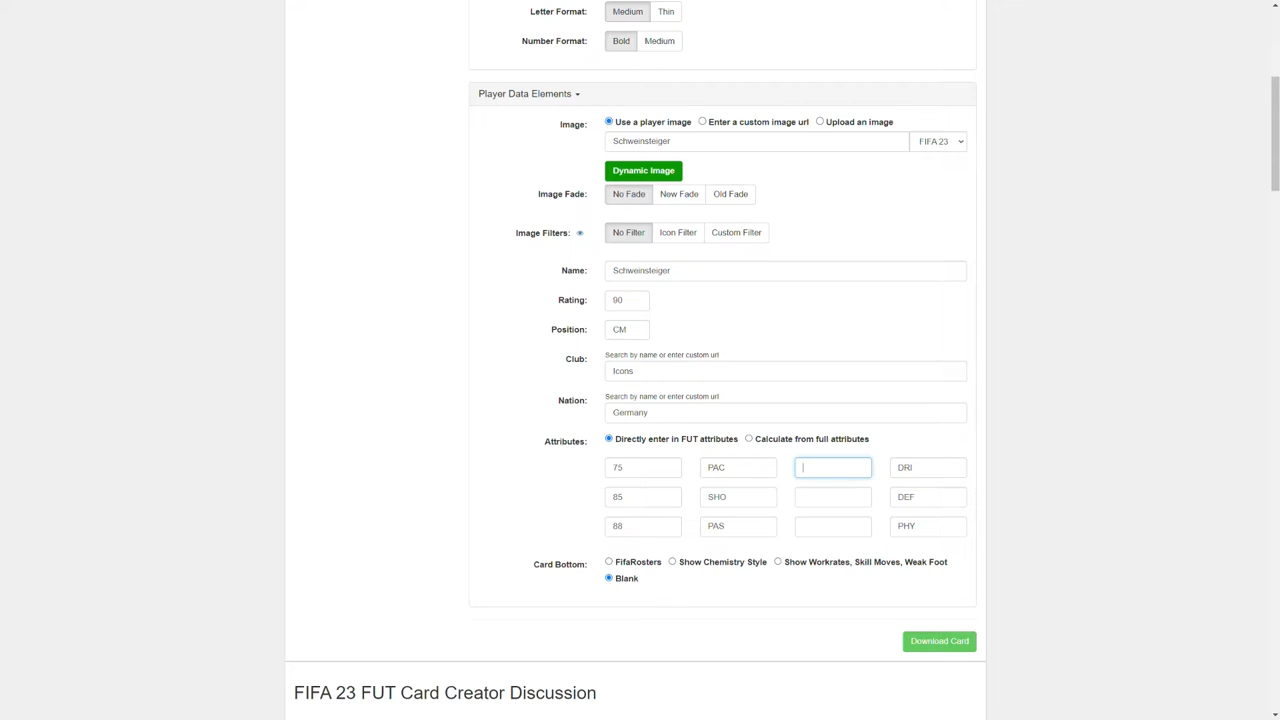 Letter Format: Medium Thin
Number Format: Bold Medium
Player Data Elements
Image: Use a player image Enter a custom image url Upload an image
Schweinsteiger FIFA 23
Dynamic Image
Image Fade: No Fade New Fade Old Fade
Image Filters: No Filter Icon Filter Custom Filter
Name: Schweinsteiger
Rating: 90
Position: CM
Search by name or enter custom url
Club: Icons
Search by name or enter custom url
Nation: Germany
Attributes: Directly enter in FUT attributes Calculate from full attributes
75 PAC DRI
85 SHO DEF
88 PAS PHY
Card Bottom: FifaRosters Show Chemistry Style Show Workrates, Skill Moves, Weak Foot
Blank
Download Card
FIFA 23 FUT Card Creator Discussion